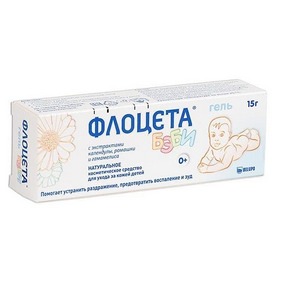 ФЛОЦЕТА®
БЭБИ
гель
15г
с экстрактами
календулы, ромашки
и гамамелиса
0+
НАТУРАЛЬНОЕ
косметическое средство
для ухода за кожей детей
Помогает устранить раздражение, предотвратить воспаление и зуд